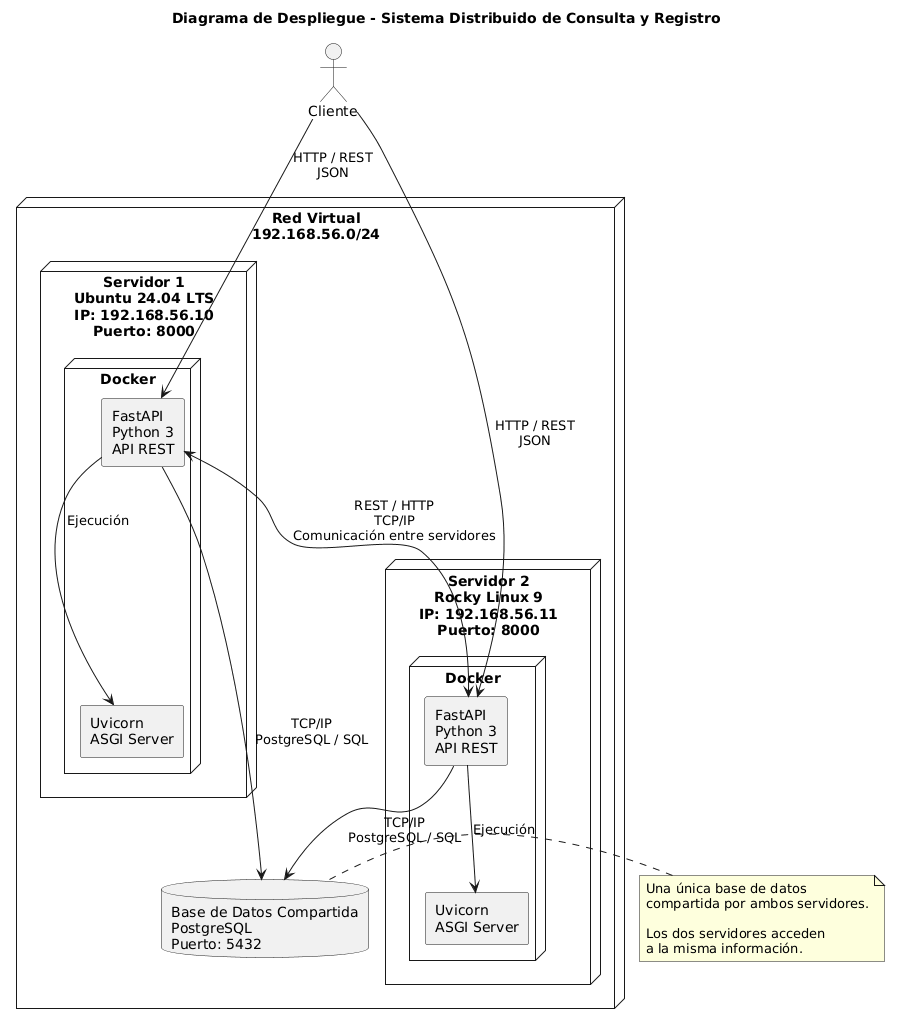 Diagrama de Despliegue - Sistema Distribuido de Consulta y Registro
Cliente
HTTP / REST
JSON
Red Virtual
192.168.56.0/24
Servidor 1
Ubuntu 24.04 LTS
IP: 192.168.56.10
Puerto: 8000
Docker
FastAPI
Python 3
API REST
HTTP / REST
JSON
Ejecución
REST / HTTP
TCP/IP
Comunicación entre servidores
Servidor 2
Rocky Linux 9
IP: 192.168.56.11
Puerto: 8000
Docker
FastAPI
Python 3
API REST
Uvicorn
ASGI Server
TCP/IP
PostgreSQL / SQL
TCP/IP
PostgreSQL / SQL
Ejecución
Base de Datos Compartida
PostgreSQL
Puerto: 5432
Uvicorn
ASGI Server
Una única base de datos
compartida por ambos servidores.
Los dos servidores acceden
a la misma información.